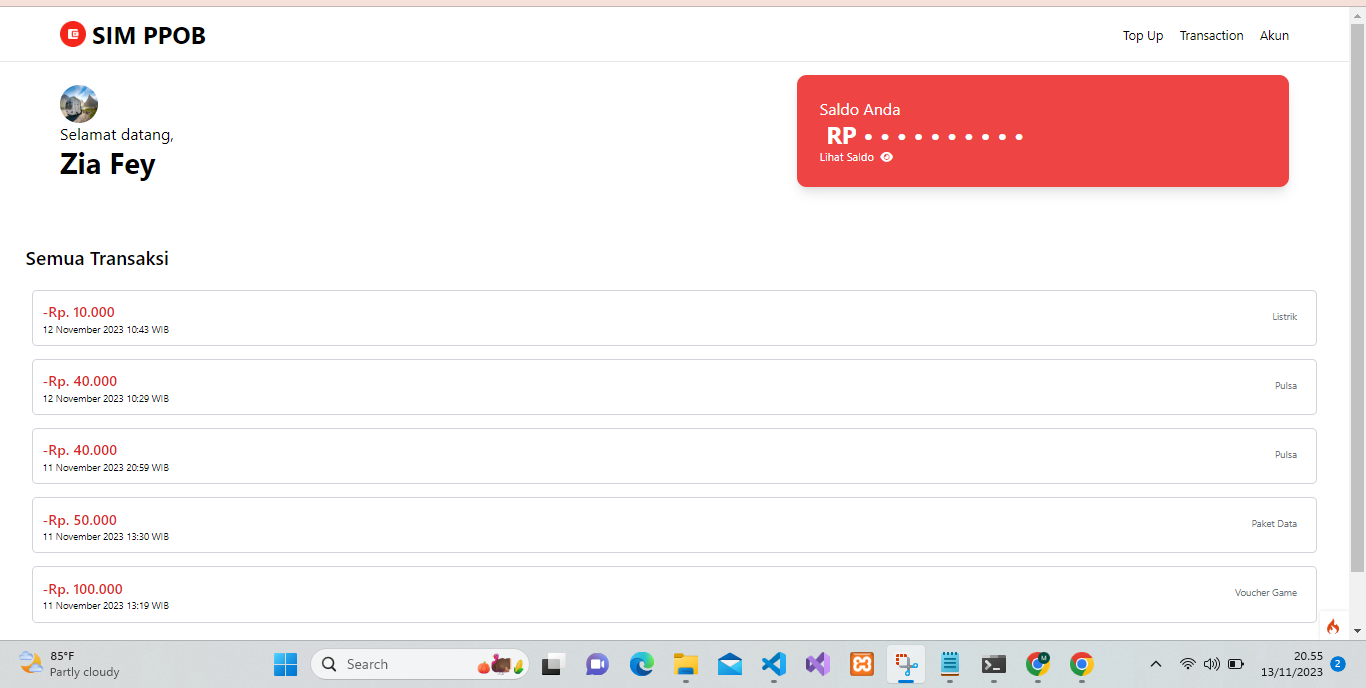 SIM PPOB
Top Up Transaction Akun
Selamat datang,
Zia Fey
Saldo Anda
RP • • • • • • • • • •
Lihat Saldo
Semua Transaksi
-Rp. 10.000
12 November 2023 10:43 WIB
Listrik
-Rp. 40.000
12 November 2023 10:29 WIB
Pulsa
-Rp. 40.000
11 November 2023 20:59 WIB
Pulsa
-Rp. 50.000
11 November 2023 13:30 WIB
Paket Data
-Rp. 100.000
11 November 2023 13:19 WIB
Voucher Game
85°F
Partly cloudy
Search
M
20.55
13/11/2023
2